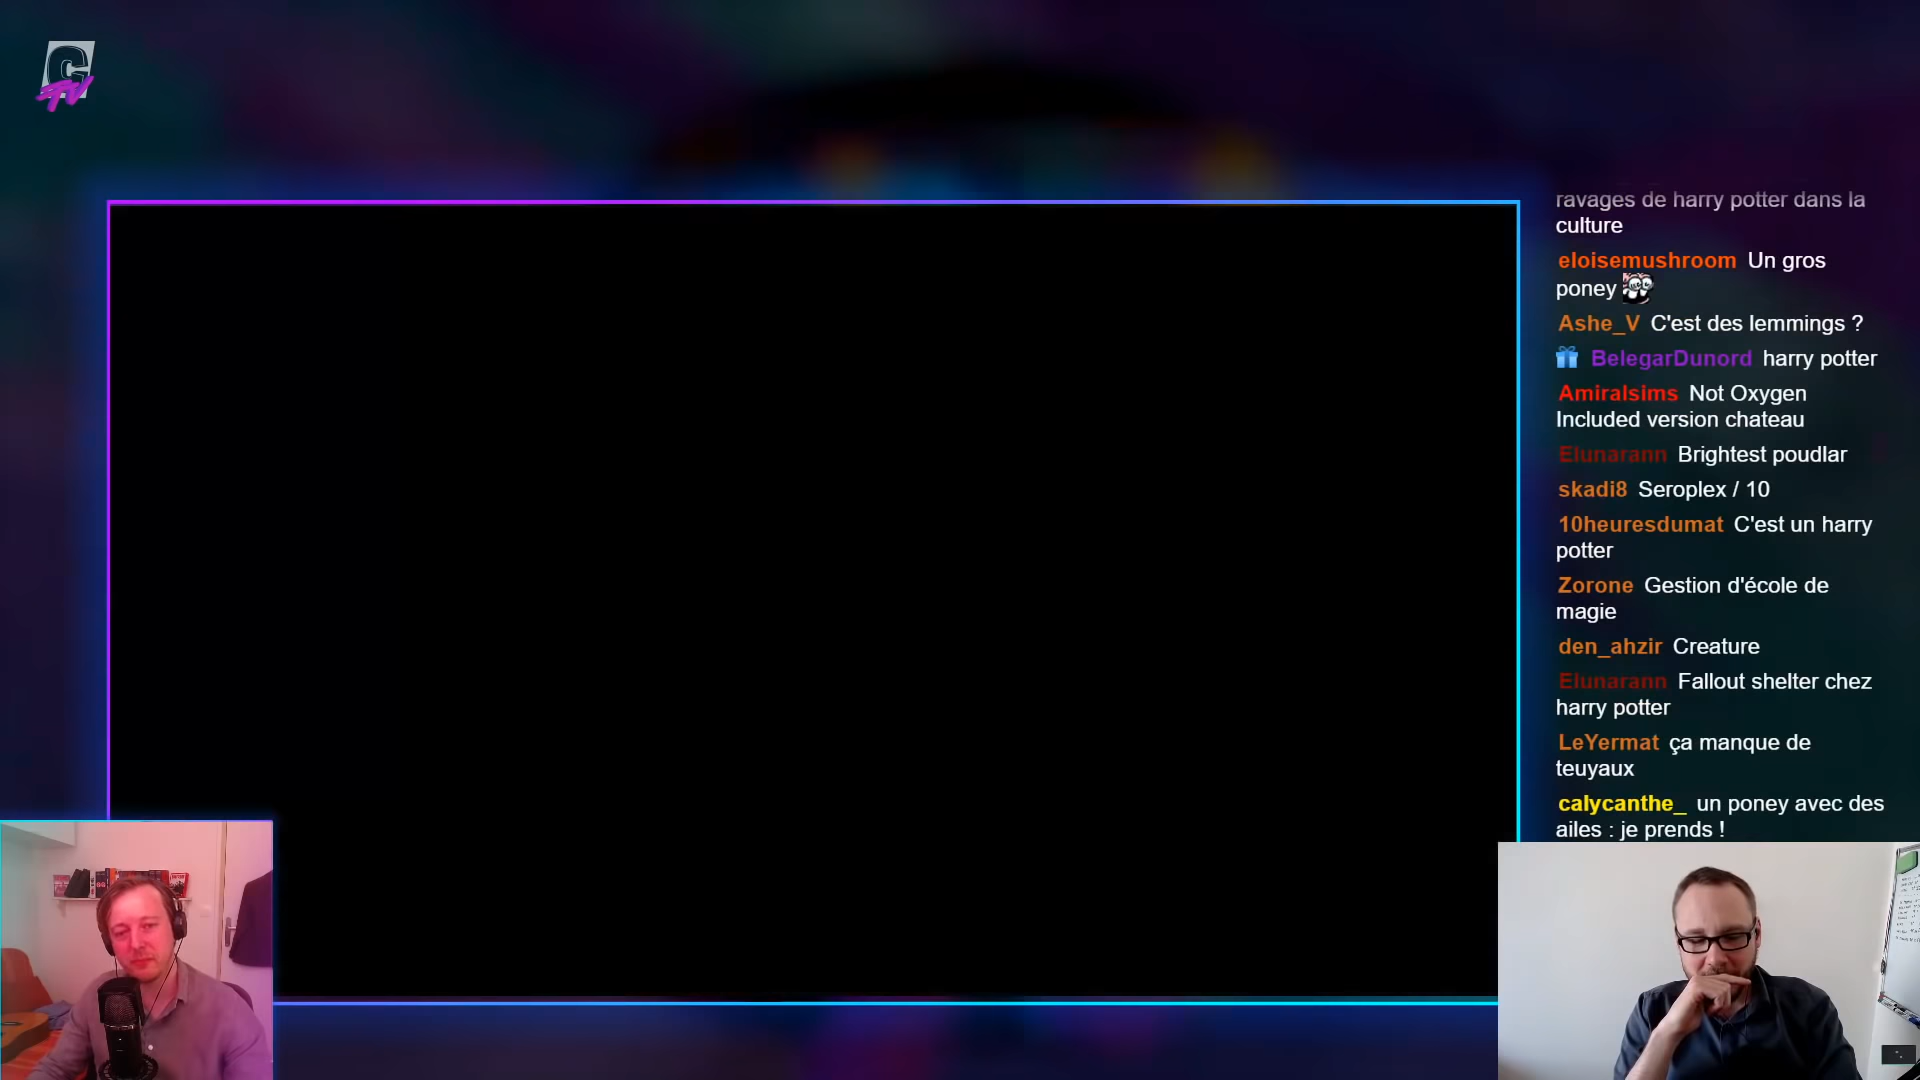 C
TV
ravages de harry potter dans la
culture
eloisemushroom Un gros
poney
Ashe_V C'est des lemmings ?
BelegarDunord harry potter
Amiralsims Not Oxygen
Included version chateau
Elunarann Brightest poudlar
skadi8 Seroplex / 10
10heuresdumat C'est un harry
potter
Zorone Gestion d'école de
magie
den_ahzir Creature
Elunarann Fallout shelter chez
harry potter
LeYermat ça manque de
teuyaux
calycanthe_ un poney avec des
ailes : je prends !